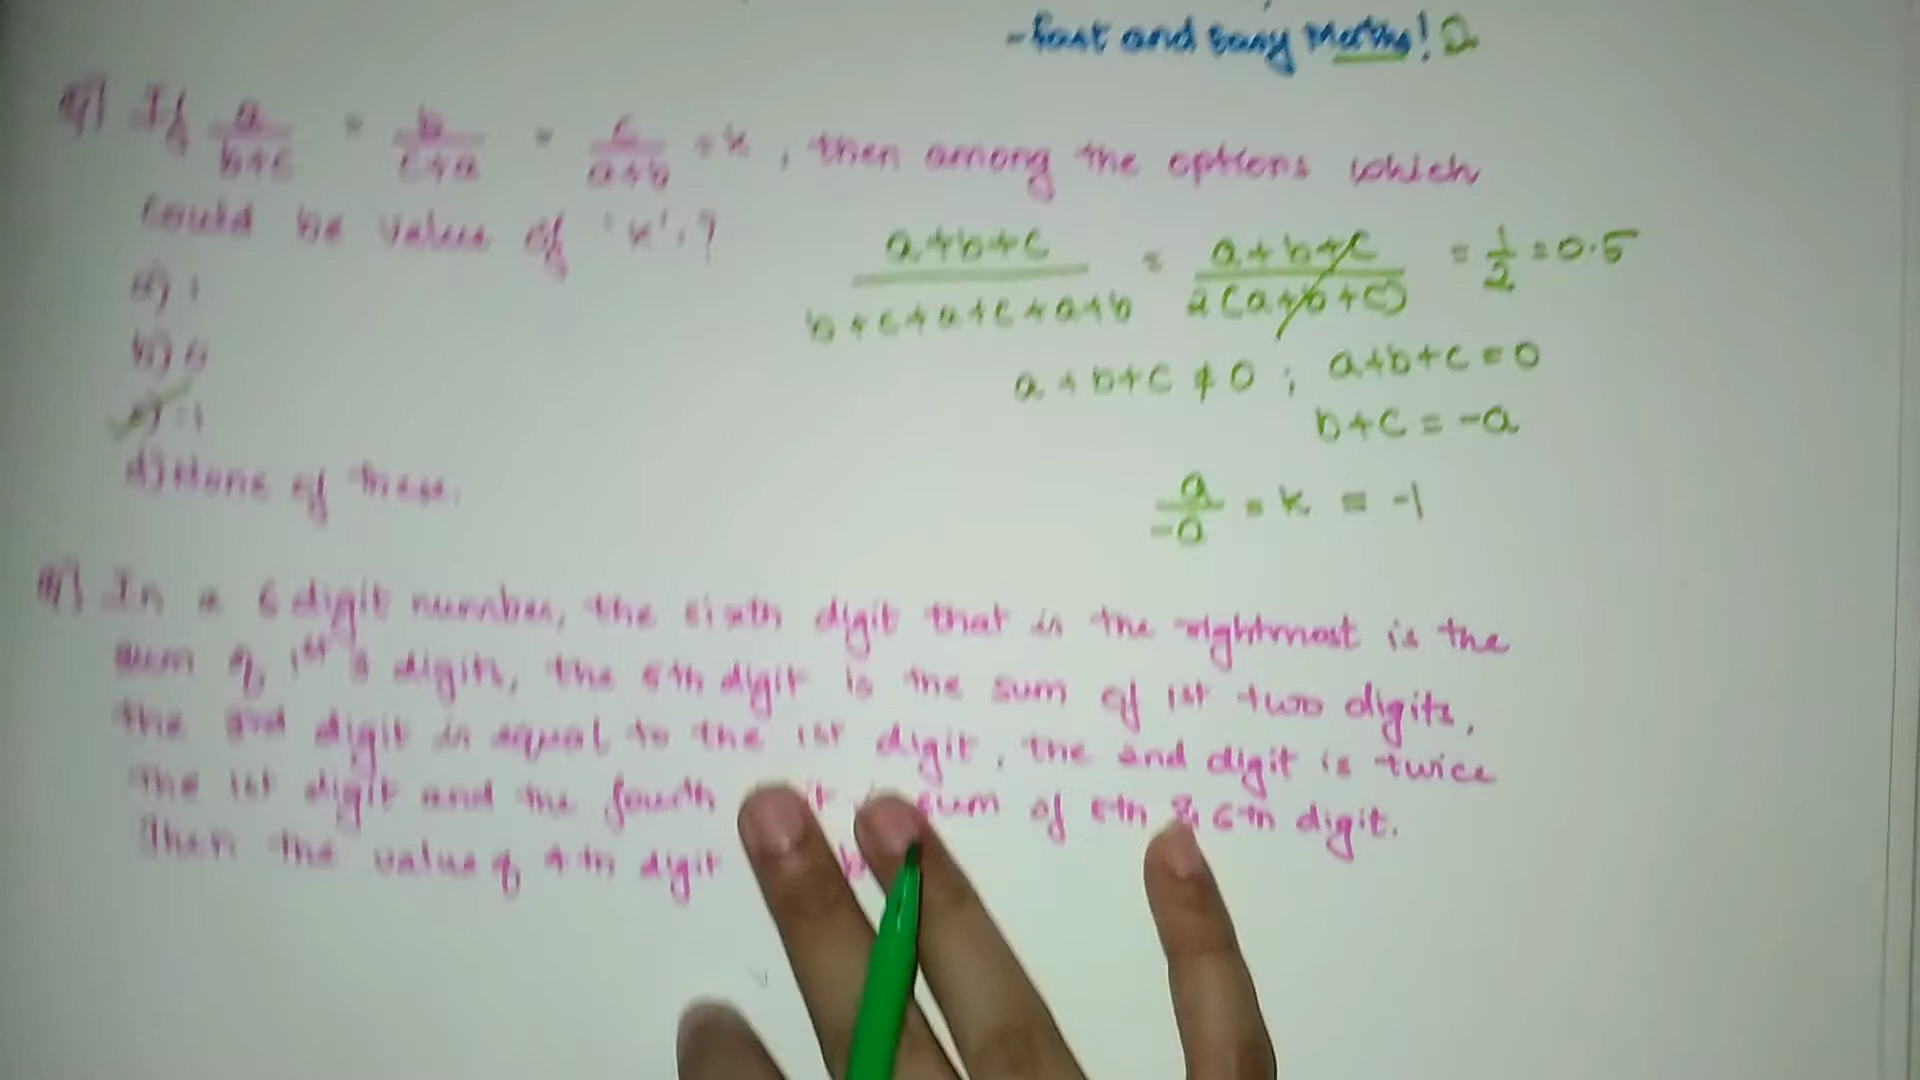 - Fast and Easy Maths! 2
Q) If a/b+c = b/c+a = c/a+b = k, then among the options which
could be value of 'k'?
a) 1
b) 0
c) -1
d) None of these.
a+b+c / b+c+a+c+a+b = a+b+c / 2(a+b+c) = 1/2 = 0.5
a+b+c ≠ 0 ; a+b+c = 0
b+c = -a
a/-a = k = -1
Q) In a 6 digit number, the sixth digit that is the rightmost is the
sum of 1st 3 digits, the 5th digit is the sum of 1st two digits,
the 3rd digit is equal to the 1st digit, the 2nd digit is twice
the 1st digit and the fourth sum of 5th & 6th digit.
Then the value of 4th digit